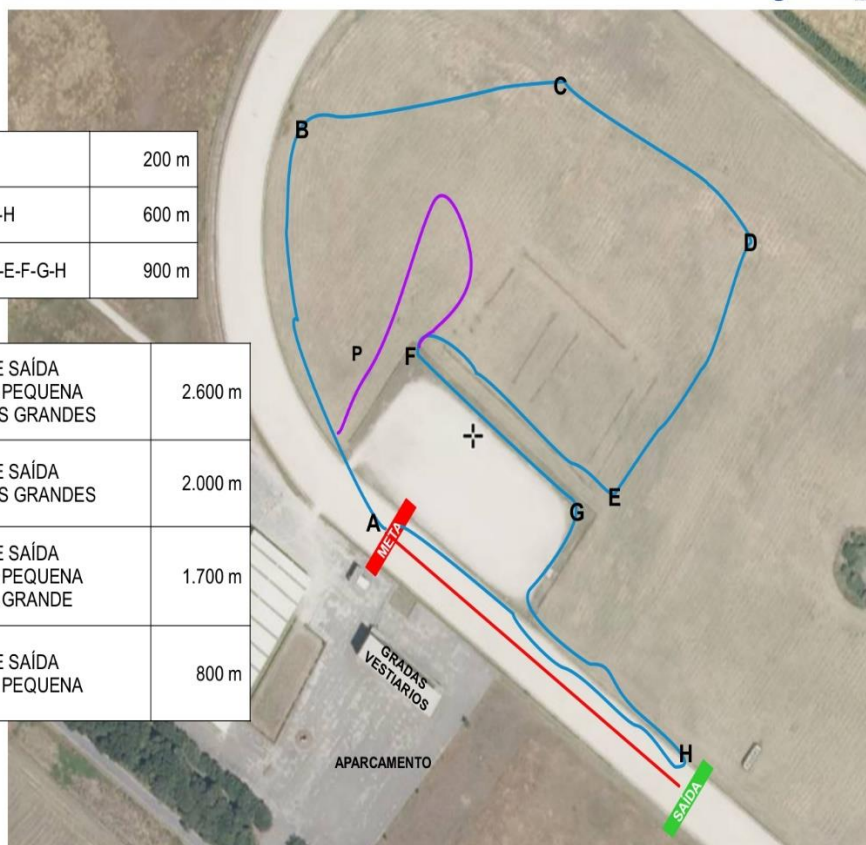 200 m
-H
600 m
-E-F-G-H
900 m
E SAÍDA
PEQUENA
S GRANDES
2.600 m
E SAÍDA
S GRANDES
2.000 m
E SAÍDA
PEQUENA
GRANDE
1.700 m
E SAÍDA
PEQUENA
800 m
B
C
D
P
F
E
G
A
META
H
SAÍDA
GRADAS
VESTIARIOS
APARCAMENTO